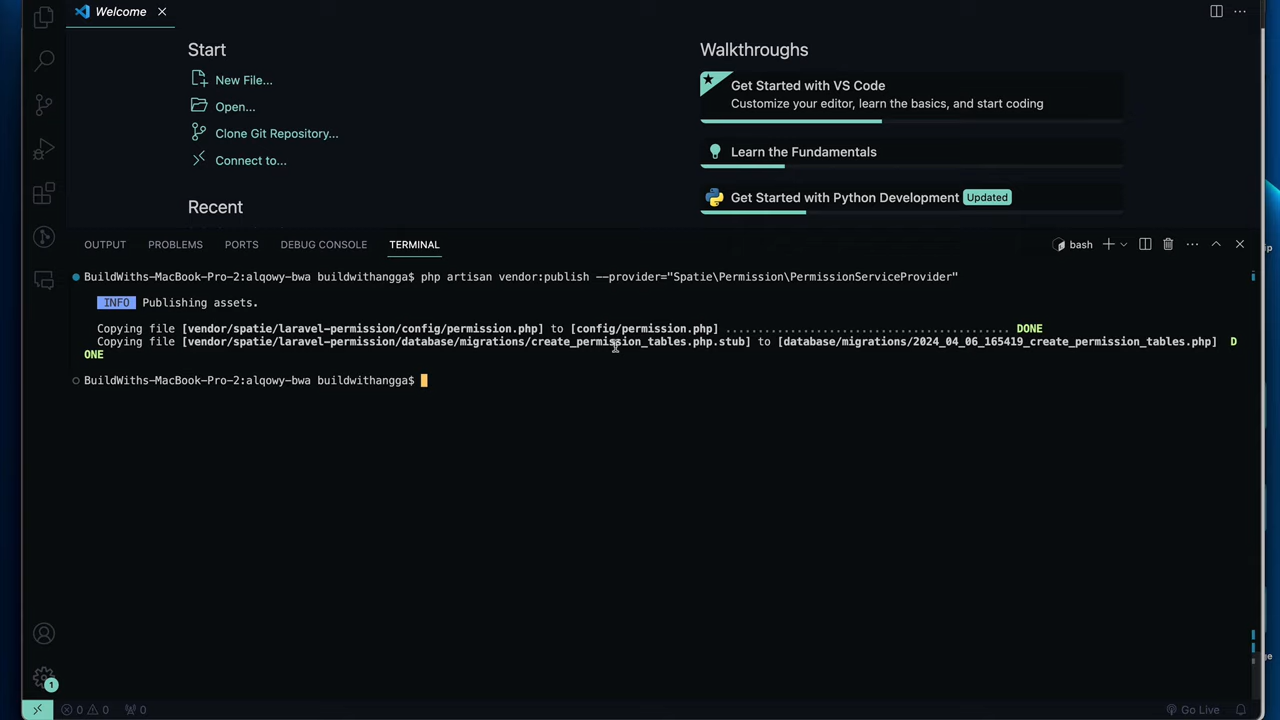 Welcome
Start
Walkthroughs
New File...
Open...
Clone Git Repository...
Connect to...
Recent
Get Started with VS Code
Customize your editor, learn the basics, and start coding
Learn the Fundamentals
Get Started with Python Development Updated
OUTPUT PROBLEMS PORTS DEBUG CONSOLE TERMINAL
bash
BuildWiths-MacBook-Pro-2:alqowy-bwa buildwithangga$ php artisan vendor:publish --provider="Spatie\Permission\PermissionServiceProvider"
INFO Publishing assets.
Copying file [vendor/spatie/laravel-permission/config/permission.php] to [config/permission.php] ........................................... DONE
Copying file [vendor/spatie/laravel-permission/database/migrations/create_permission_tables.php.stub] to [database/migrations/2024_04_06_165419_create_permission_tables.php] D
ONE
BuildWiths-MacBook-Pro-2:alqowy-bwa buildwithangga$
1
0 0 0
Go Live